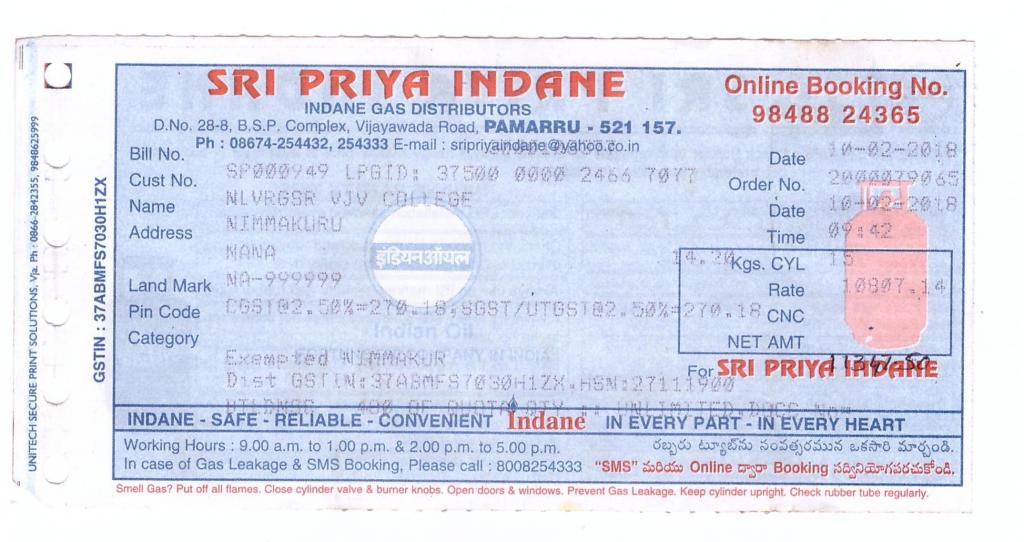 SRI PRIYA INDANE
INDANE GAS DISTRIBUTORS
D.No. 28-8, B.S.P. Complex, Vijayawada Road, PAMARRU - 521 157.
Ph : 08674-254432, 254333 E-mail : sripriyaindane@yahoo.co.in
Online Booking No.
98488 24365
Bill No.
Date 10-02-2018
Cust No. SP000949 LPGID: 37500 0000 2466 7077
Order No. 2000079065
Name NLVRGSR VJV COLLEGE
Date 10-02-2018
Address NIMMAKURU
Time 09:42
NANA
14.20 Kgs. CYL 15
Land Mark NA-999999
Rate 10807.14
Pin Code CGST@2.50%=270.18,SGST/UTGST@2.50%=270.18
CNC
Category
NET AMT
इंडियनऑयल
Indian Oil
Exempted NIMMAKUR
For SRI PRIYA INDANE
Dist GSTIN:37ABMFS7030H1ZX.HSN:27111900
INDANE - SAFE - RELIABLE - CONVENIENT Indane IN EVERY PART - IN EVERY HEART
Working Hours : 9.00 a.m. to 1.00 p.m. & 2.00 p.m. to 5.00 p.m.
రబ్బరు ట్యూబ్‌ను సంవత్సరమున ఒకసారి మార్చండి.
In case of Gas Leakage & SMS Booking, Please call : 8008254333
"SMS" మరియు Online ద్వారా Booking సద్వినియోగపరచుకోండి.
Smell Gas? Put off all flames. Close cylinder valve & burner knobs. Open doors & windows. Prevent Gas Leakage. Keep cylinder upright. Check rubber tube regularly.
GSTIN : 37ABMFS7030H1ZX
UNITECH SECURE PRINT SOLUTIONS, Vja. Ph : 0866-2842355, 9848625999